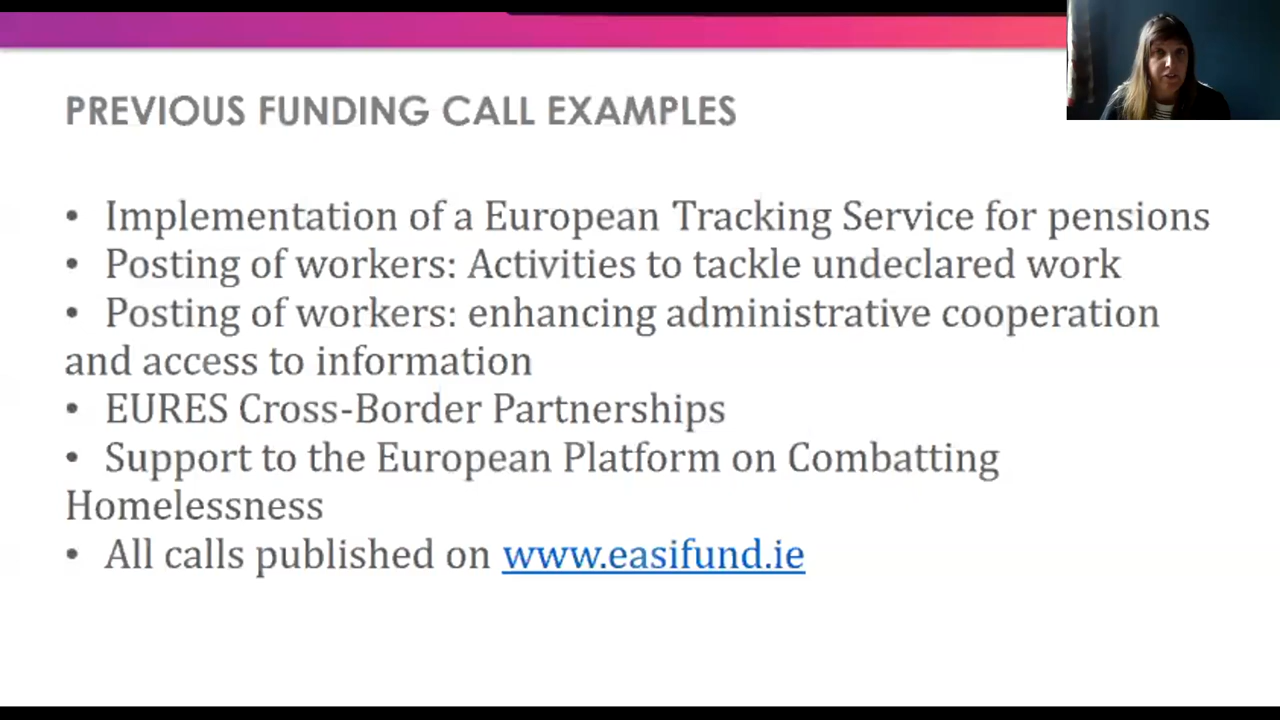 PREVIOUS FUNDING CALL EXAMPLES
• Implementation of a European Tracking Service for pensions
• Posting of workers: Activities to tackle undeclared work
• Posting of workers: enhancing administrative cooperation
and access to information
• EURES Cross-Border Partnerships
• Support to the European Platform on Combatting
Homelessness
• All calls published on www.easifund.ie